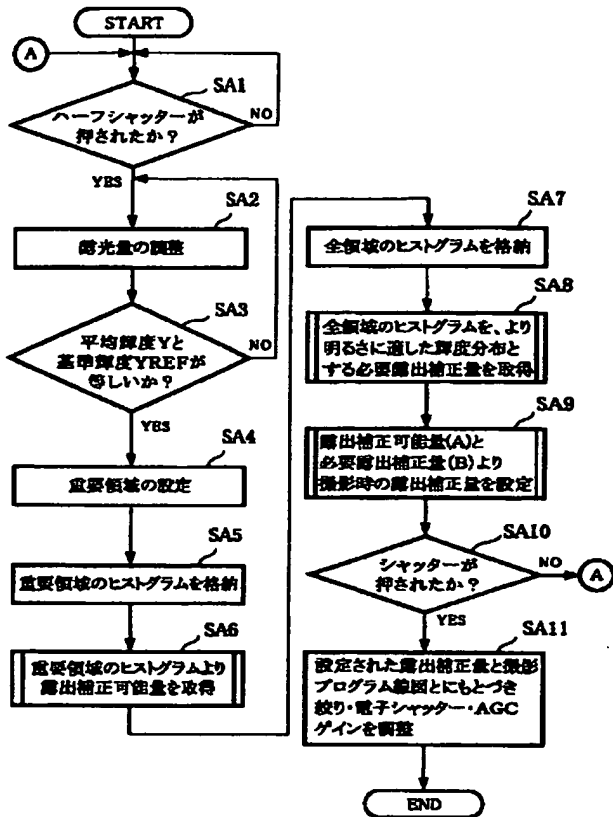 START
A
SA1
ハーフシャッターが
押されたか？
NO
YES
SA2
露光量の調整
SA3
平均輝度Yと
基準輝度YREFが
等しいか？
NO
YES
SA4
重要領域の設定
SA5
重要領域のヒストグラムを格納
SA6
重要領域のヒストグラムより
露出補正可能量を取得
SA7
全領域のヒストグラムを格納
SA8
全領域のヒストグラムを、より
明るさに適した輝度分布と
する必要露出補正量を取得
SA9
露出補正可能量(A)と
必要露出補正量(B)より
撮影時の露出補正量を設定
SA10
シャッターが
押されたか？
NO
A
YES
SA11
設定された露出補正量と撮影
プログラム線図とにもとづき
絞り・電子シャッター・AGC
ゲインを調整
END